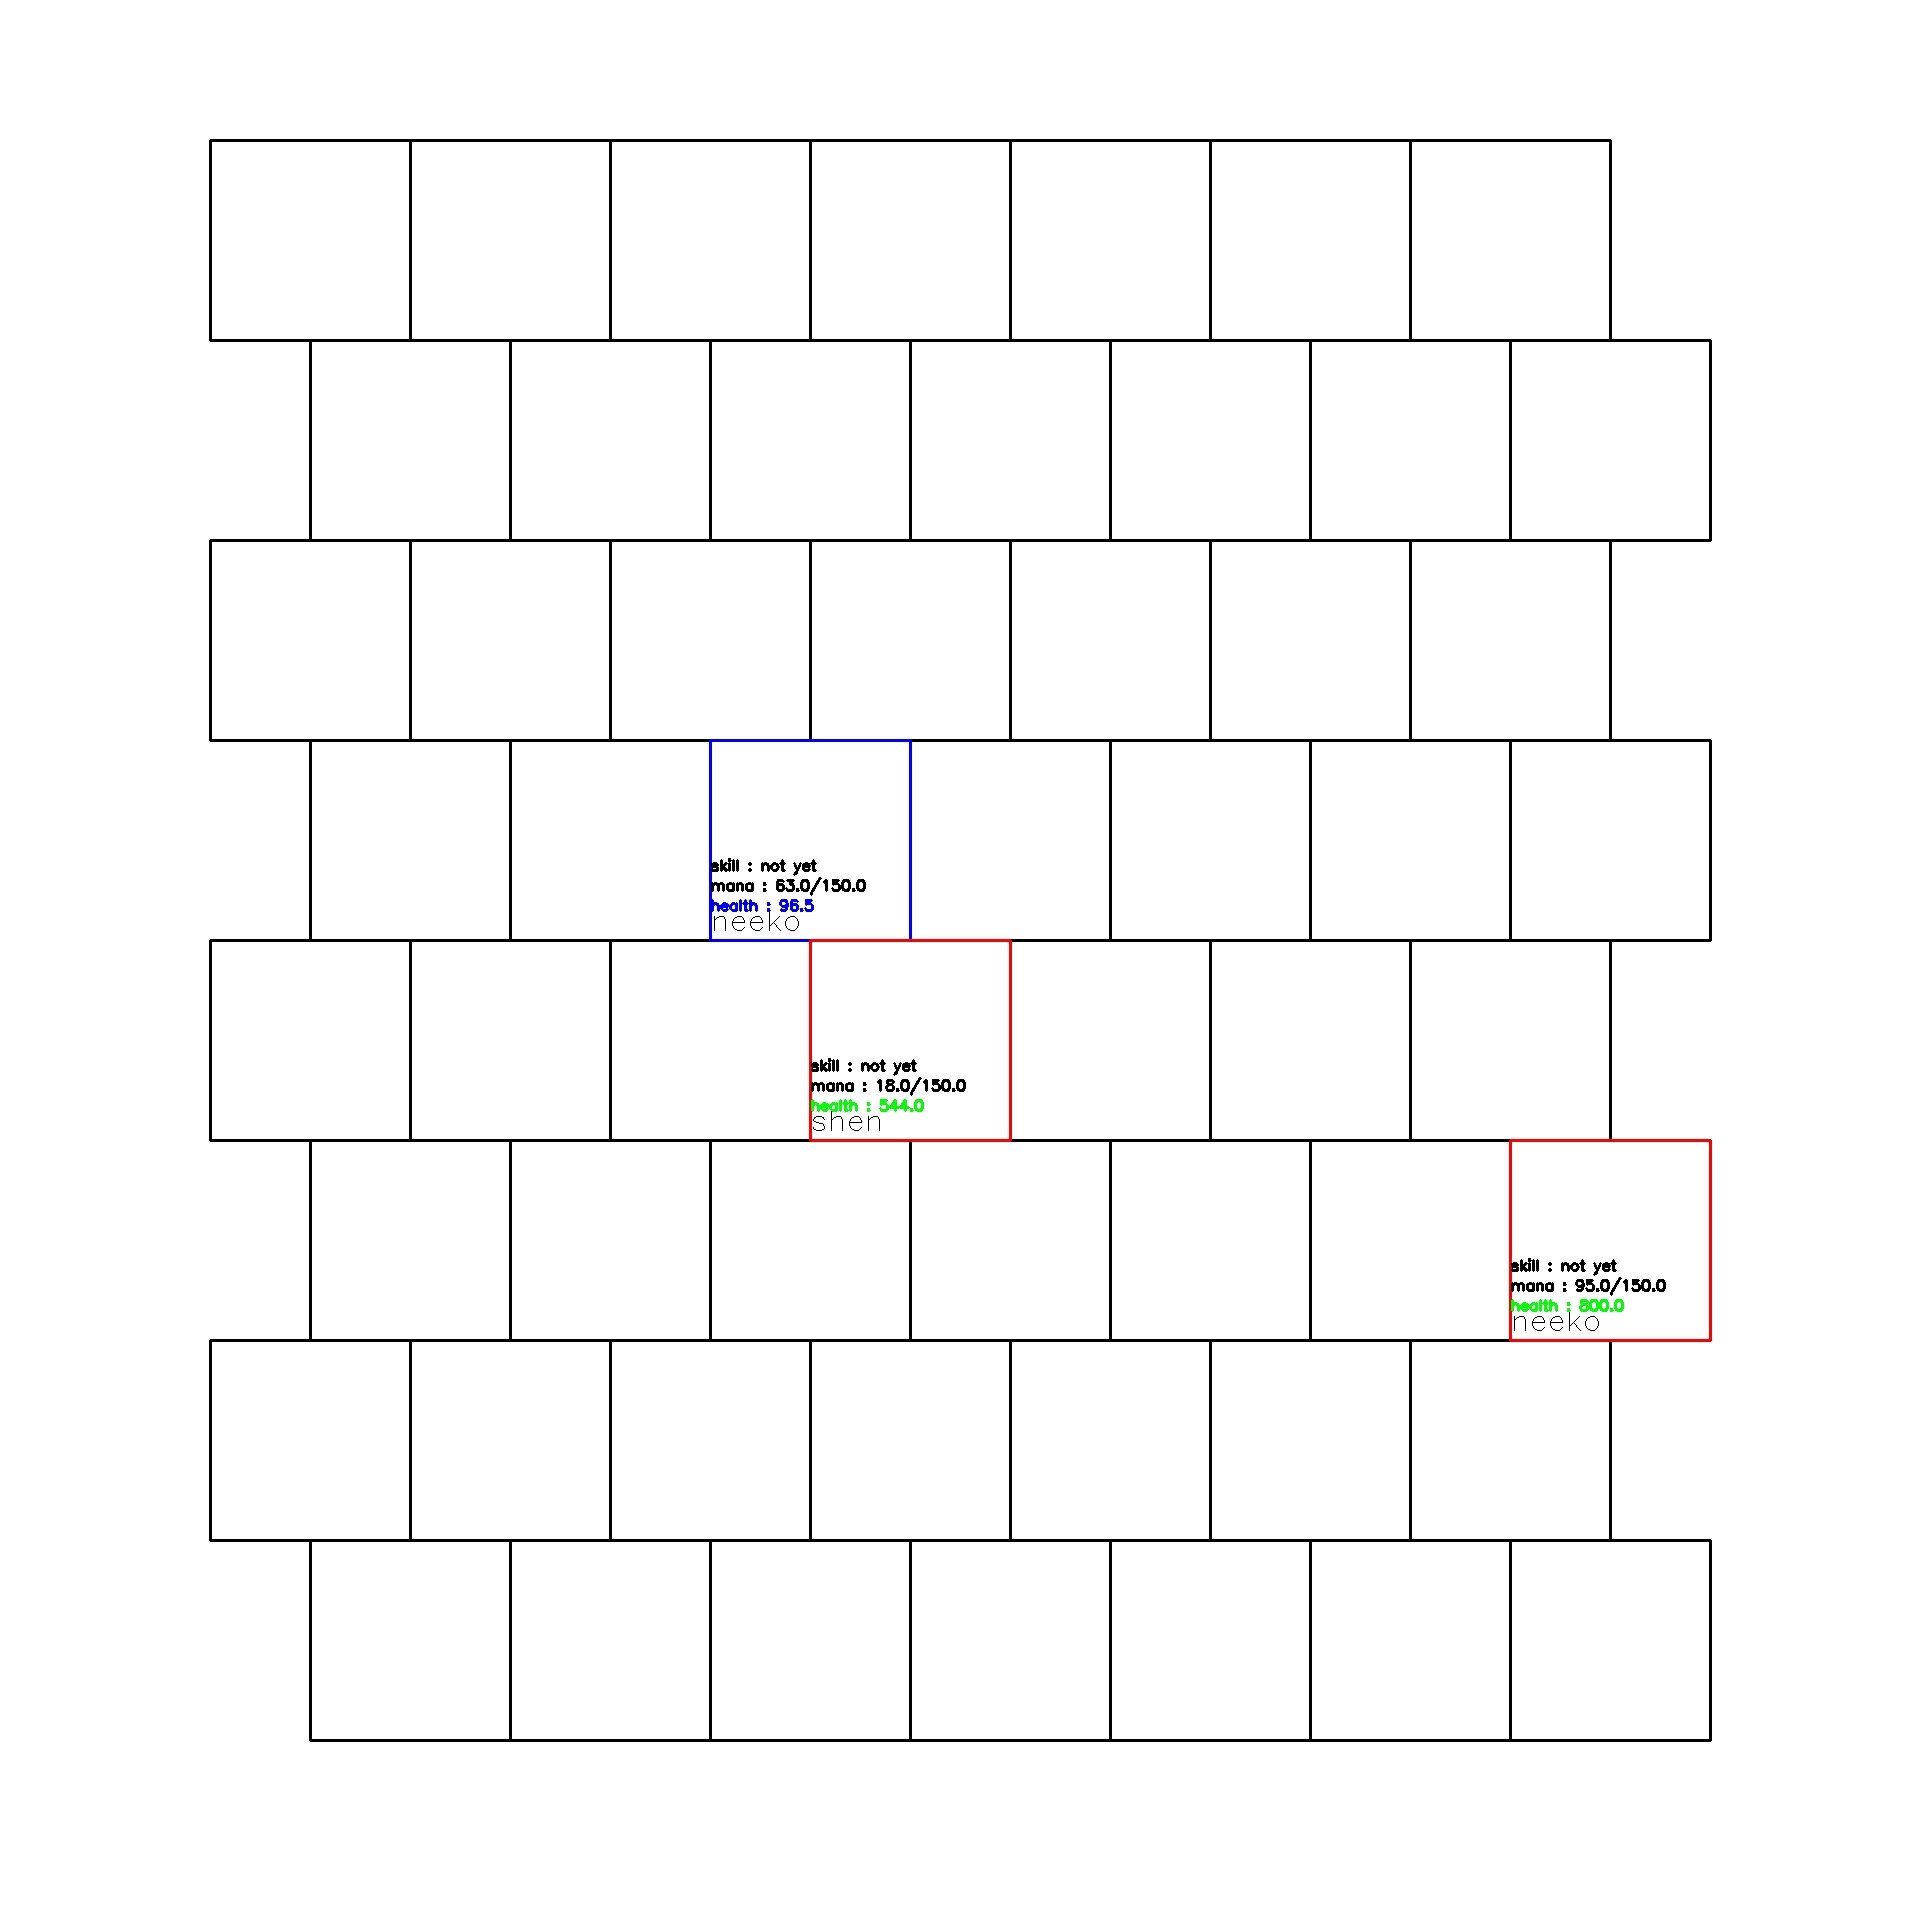 skill : not yet
mana : 63.0/150.0
health : 96.5
neeko
skill : not yet
mana : 18.0/150.0
health : 544.0
shen
skill : not yet
mana : 95.0/150.0
health : 800.0
neeko